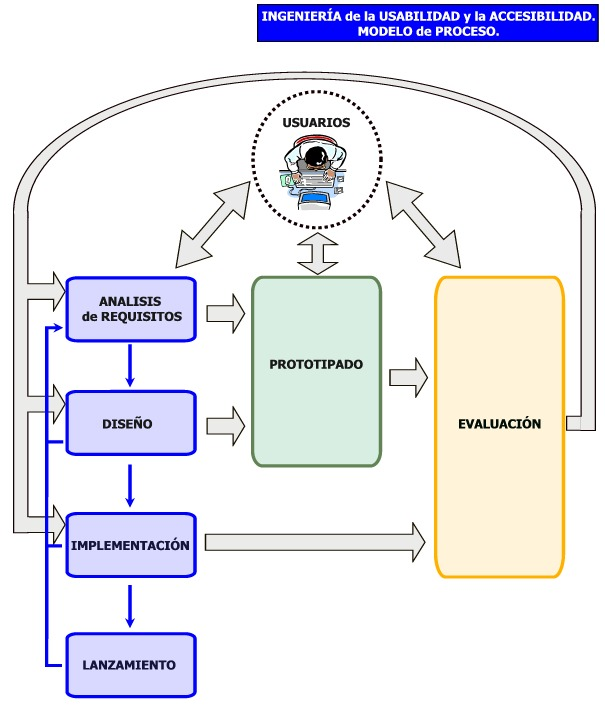 INGENIERÍA de la USABILIDAD y la ACCESIBILIDAD.
MODELO de PROCESO.
USUARIOS
ANALISIS
de REQUISITOS
PROTOTIPADO
DISEÑO
EVALUACIÓN
IMPLEMENTACIÓN
LANZAMIENTO